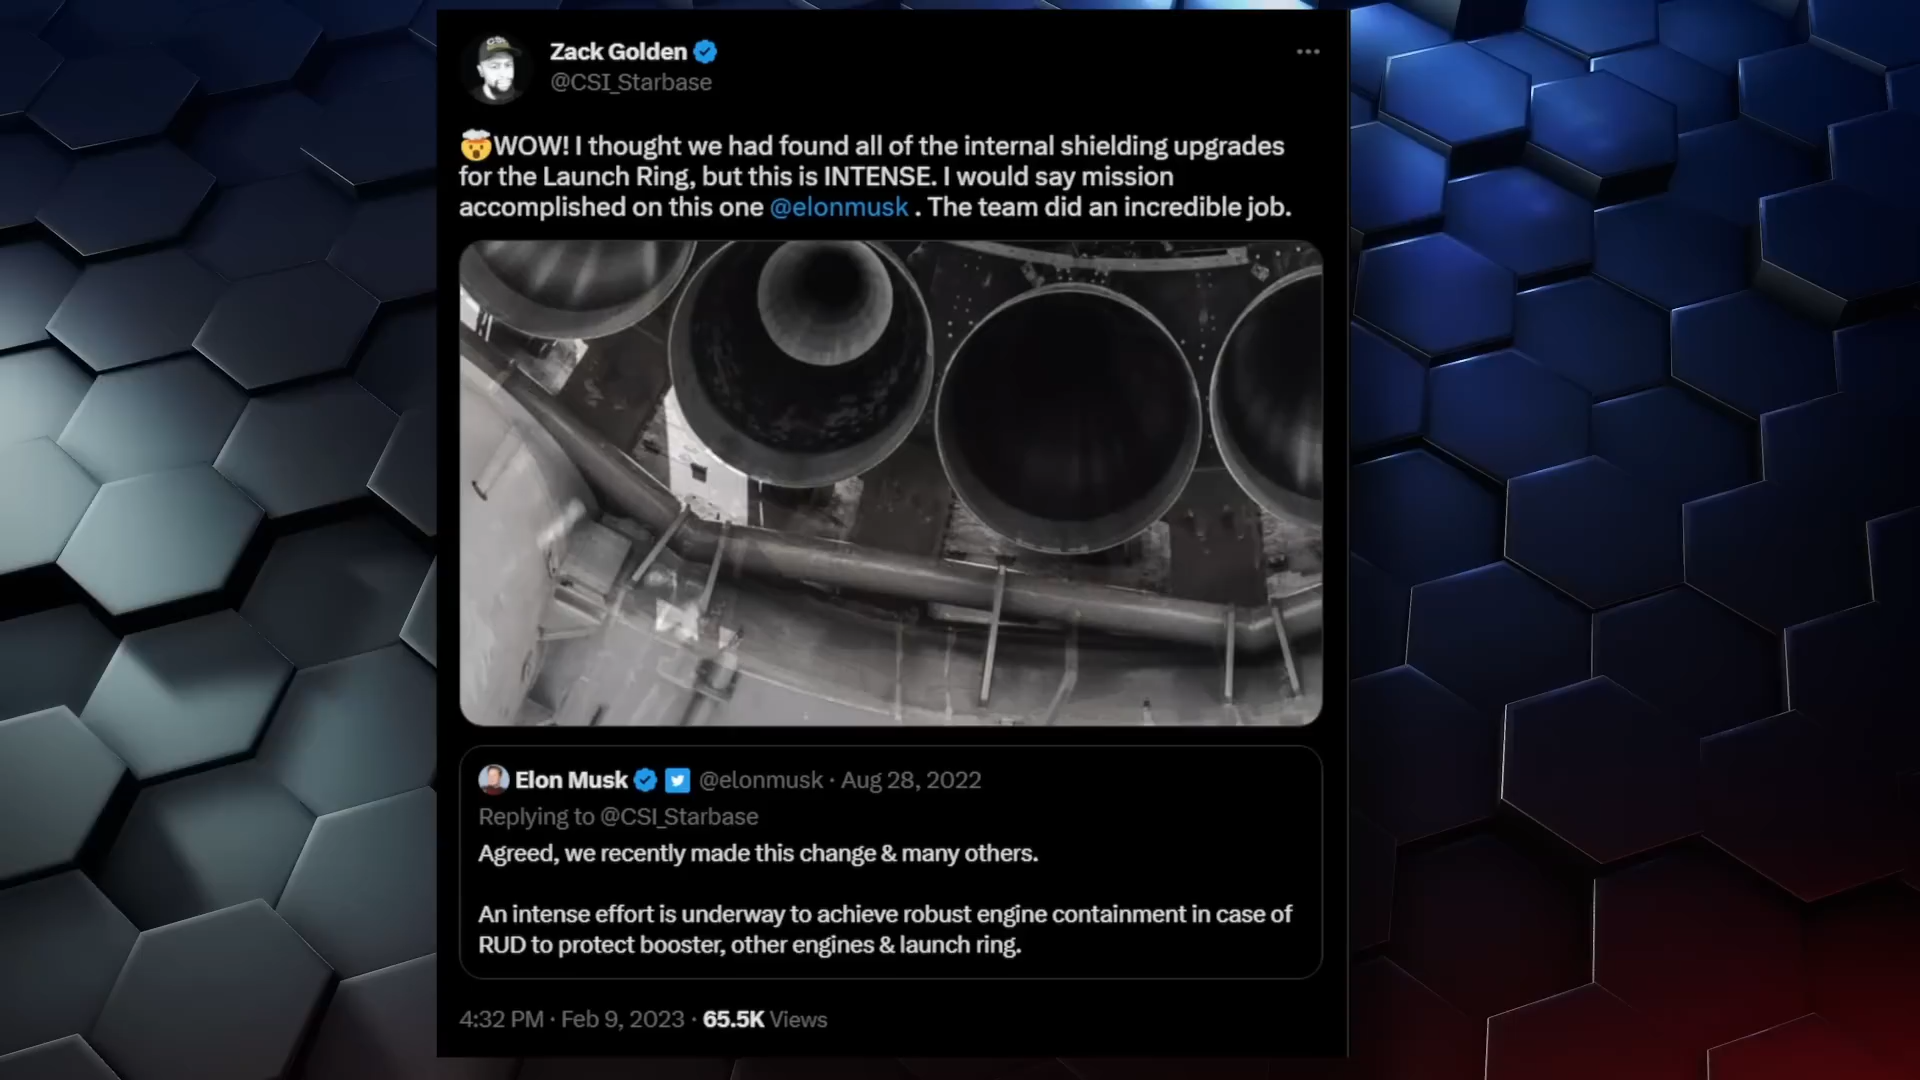 Zack Golden
@CSI_Starbase
🤯WOW! I thought we had found all of the internal shielding upgrades
for the Launch Ring, but this is INTENSE. I would say mission
accomplished on this one @elonmusk . The team did an incredible job.
Elon Musk @elonmusk · Aug 28, 2022
Replying to @CSI_Starbase
Agreed, we recently made this change & many others.
An intense effort is underway to achieve robust engine containment in case of
RUD to protect booster, other engines & launch ring.
4:32 PM · Feb 9, 2023 · 65.5K Views